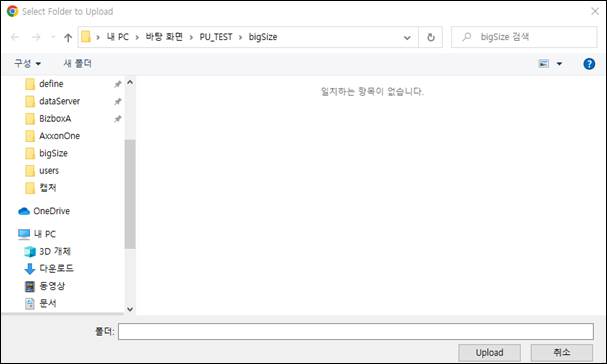 Select Folder to Upload
내 PC > 바탕 화면 > PU_TEST > bigSize
bigSize 검색
구성
새 폴더
define
dataServer
BizboxA
AxxonOne
bigSize
users
캡처
OneDrive
내 PC
3D 개체
다운로드
동영상
문서
일치하는 항목이 없습니다.
폴더:
Upload
취소